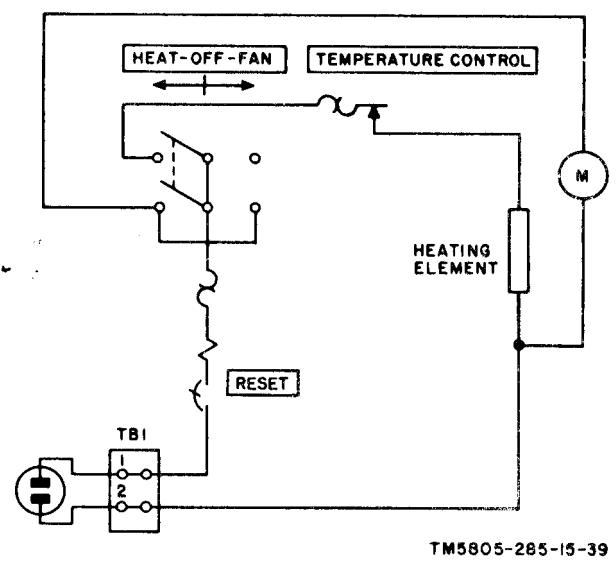 HEAT-OFF-FAN
TEMPERATURE CONTROL
M
HEATING
ELEMENT
RESET
TB1
1
2
TM5805-285-15-39